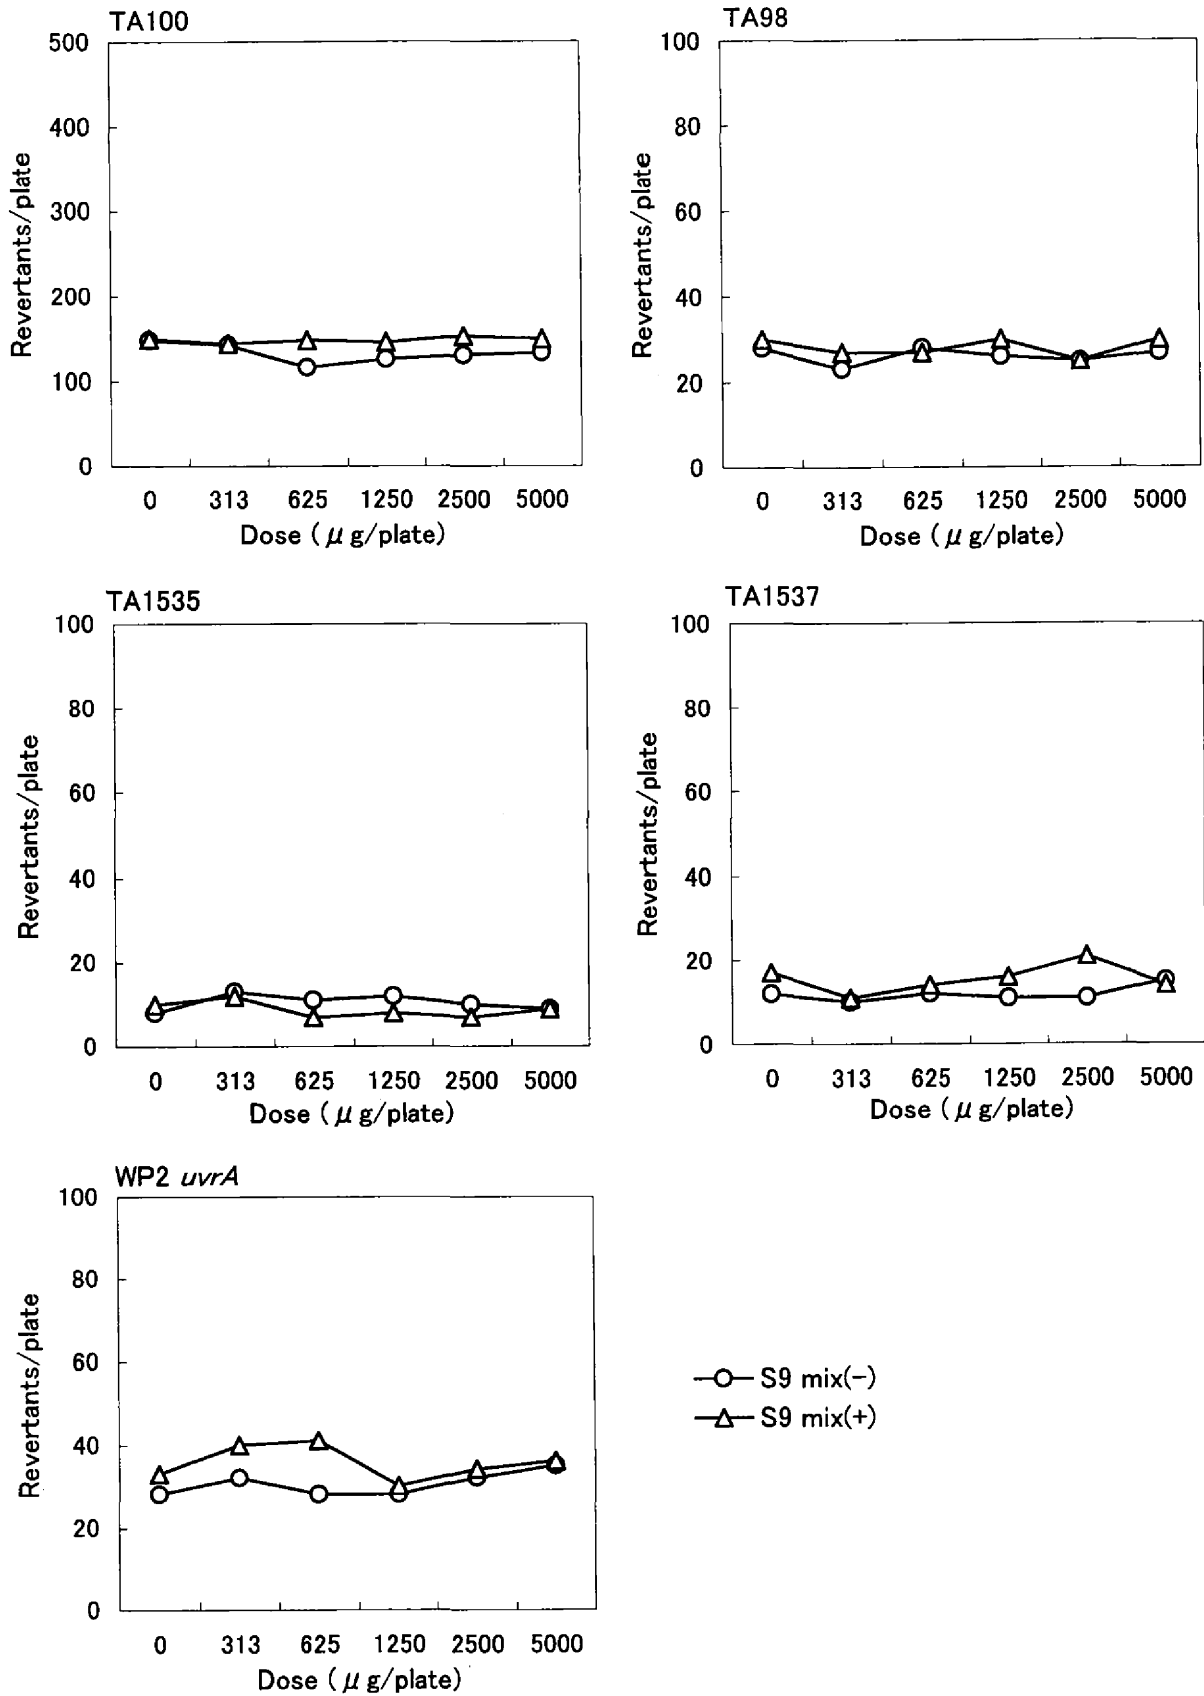 TA100
500
400
300
200
100
0
Revertants/plate
0 313 625 1250 2500 5000
Dose ( μ g/plate)
TA98
100
80
60
40
20
0
Revertants/plate
0 313 625 1250 2500 5000
Dose ( μ g/plate)
TA1535
100
80
60
40
20
0
Revertants/plate
0 313 625 1250 2500 5000
Dose ( μ g/plate)
TA1537
100
80
60
40
20
0
Revertants/plate
0 313 625 1250 2500 5000
Dose ( μ g/plate)
WP2 uvrA
100
80
60
40
20
0
Revertants/plate
0 313 625 1250 2500 5000
Dose ( μ g/plate)
S9 mix(-)
S9 mix(+)